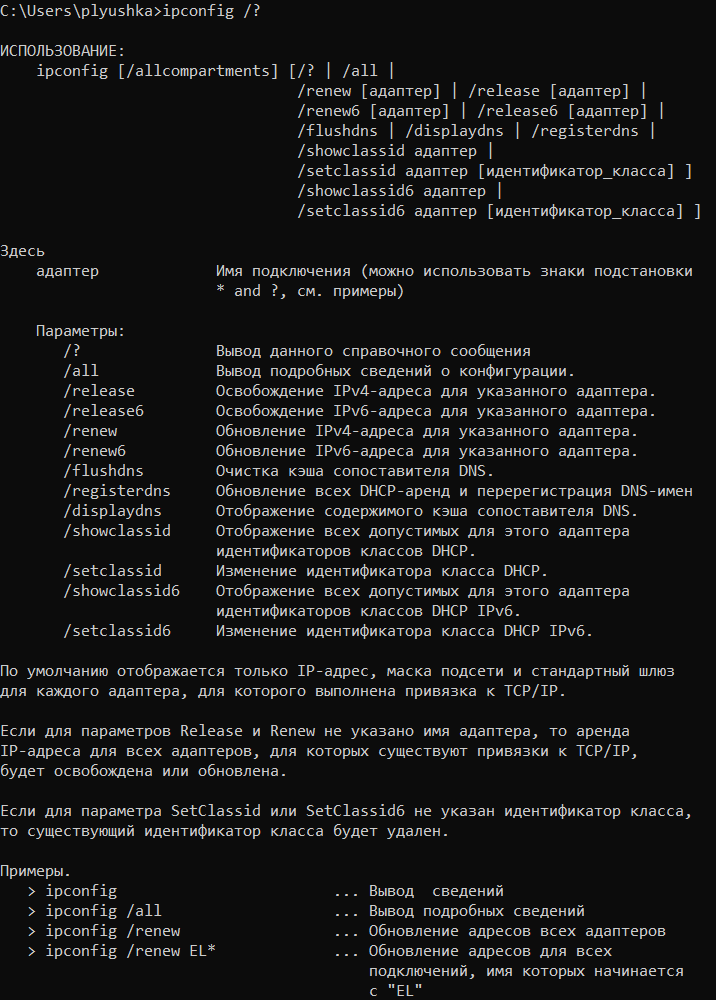 C:\Users\plyushka>ipconfig /?
ИСПОЛЬЗОВАНИЕ:
ipconfig [/allcompartments] [/? | /all |
/renew [адаптер] | /release [адаптер] |
/renew6 [адаптер] | /release6 [адаптер] |
/flushdns | /displaydns | /registerdns |
/showclassid адаптер |
/setclassid адаптер [идентификатор_класса] ]
/showclassid6 адаптер |
/setclassid6 адаптер [идентификатор_класса] ]
Здесь
адаптер Имя подключения (можно использовать знаки подстановки
* and ?, см. примеры)
Параметры:
/? Вывод данного справочного сообщения
/all Вывод подробных сведений о конфигурации.
/release Освобождение IPv4-адреса для указанного адаптера.
/release6 Освобождение IPv6-адреса для указанного адаптера.
/renew Обновление IPv4-адреса для указанного адаптера.
/renew6 Обновление IPv6-адреса для указанного адаптера.
/flushdns Очистка кэша сопоставителя DNS.
/registerdns Обновление всех DHCP-аренд и перерегистрация DNS-имен
/displaydns Отображение содержимого кэша сопоставителя DNS.
/showclassid Отображение всех допустимых для этого адаптера
идентификаторов классов DHCP.
/setclassid Изменение идентификатора класса DHCP.
/showclassid6 Отображение всех допустимых для этого адаптера
идентификаторов классов DHCP IPv6.
/setclassid6 Изменение идентификатора класса DHCP IPv6.
По умолчанию отображается только IP-адрес, маска подсети и стандартный шлюз
для каждого адаптера, для которого выполнена привязка к TCP/IP.
Если для параметров Release и Renew не указано имя адаптера, то аренда
IP-адреса для всех адаптеров, для которых существуют привязки к TCP/IP,
будет освобождена или обновлена.
Если для параметра SetClassid или SetClassid6 не указан идентификатор класса,
то существующий идентификатор класса будет удален.
Примеры.
> ipconfig ... Вывод  сведений
> ipconfig /all ... Вывод подробных сведений
> ipconfig /renew ... Обновление адресов всех адаптеров
> ipconfig /renew EL* ... Обновление адресов для всех
подключений, имя которых начинается
с "EL"